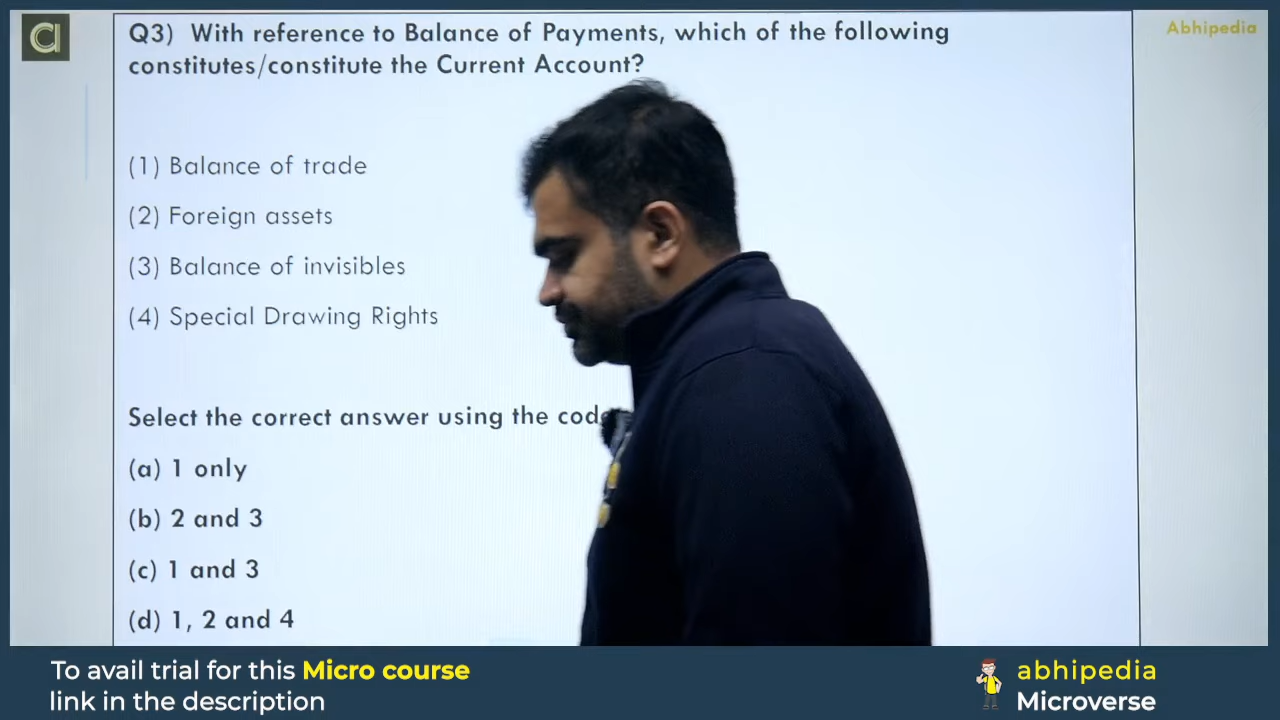 Abhipedia
Q3) With reference to Balance of Payments, which of the following
constitutes/constitute the Current Account?
(1) Balance of trade
(2) Foreign assets
(3) Balance of invisibles
(4) Special Drawing Rights
Select the correct answer using the
(a) 1 only
(b) 2 and 3
(c) 1 and 3
(d) 1, 2 and 4
To avail trial for this Micro course
link in the description
abhipedia
Microverse